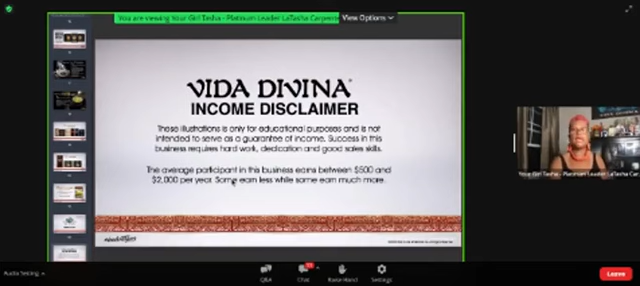 You are viewing Your Girl Tasha - Platinum Leader LaTasha Carpente
View Options
VIDA DIVINA
INCOME DISCLAIMER
These illustrations is only for educational purposes and is not
intended to serve as a guarantee of income. Success in this
business requires hard work, dedication and good sales skills.
The average participant in this business earns between $500 and
$2,000 per year. Some earn less while some earn much more.
Your Girl Tasha - Platinum Leader LaTasha Car
Audio Setting
Q&A
Chat
Raise Hand
Settings
Leave